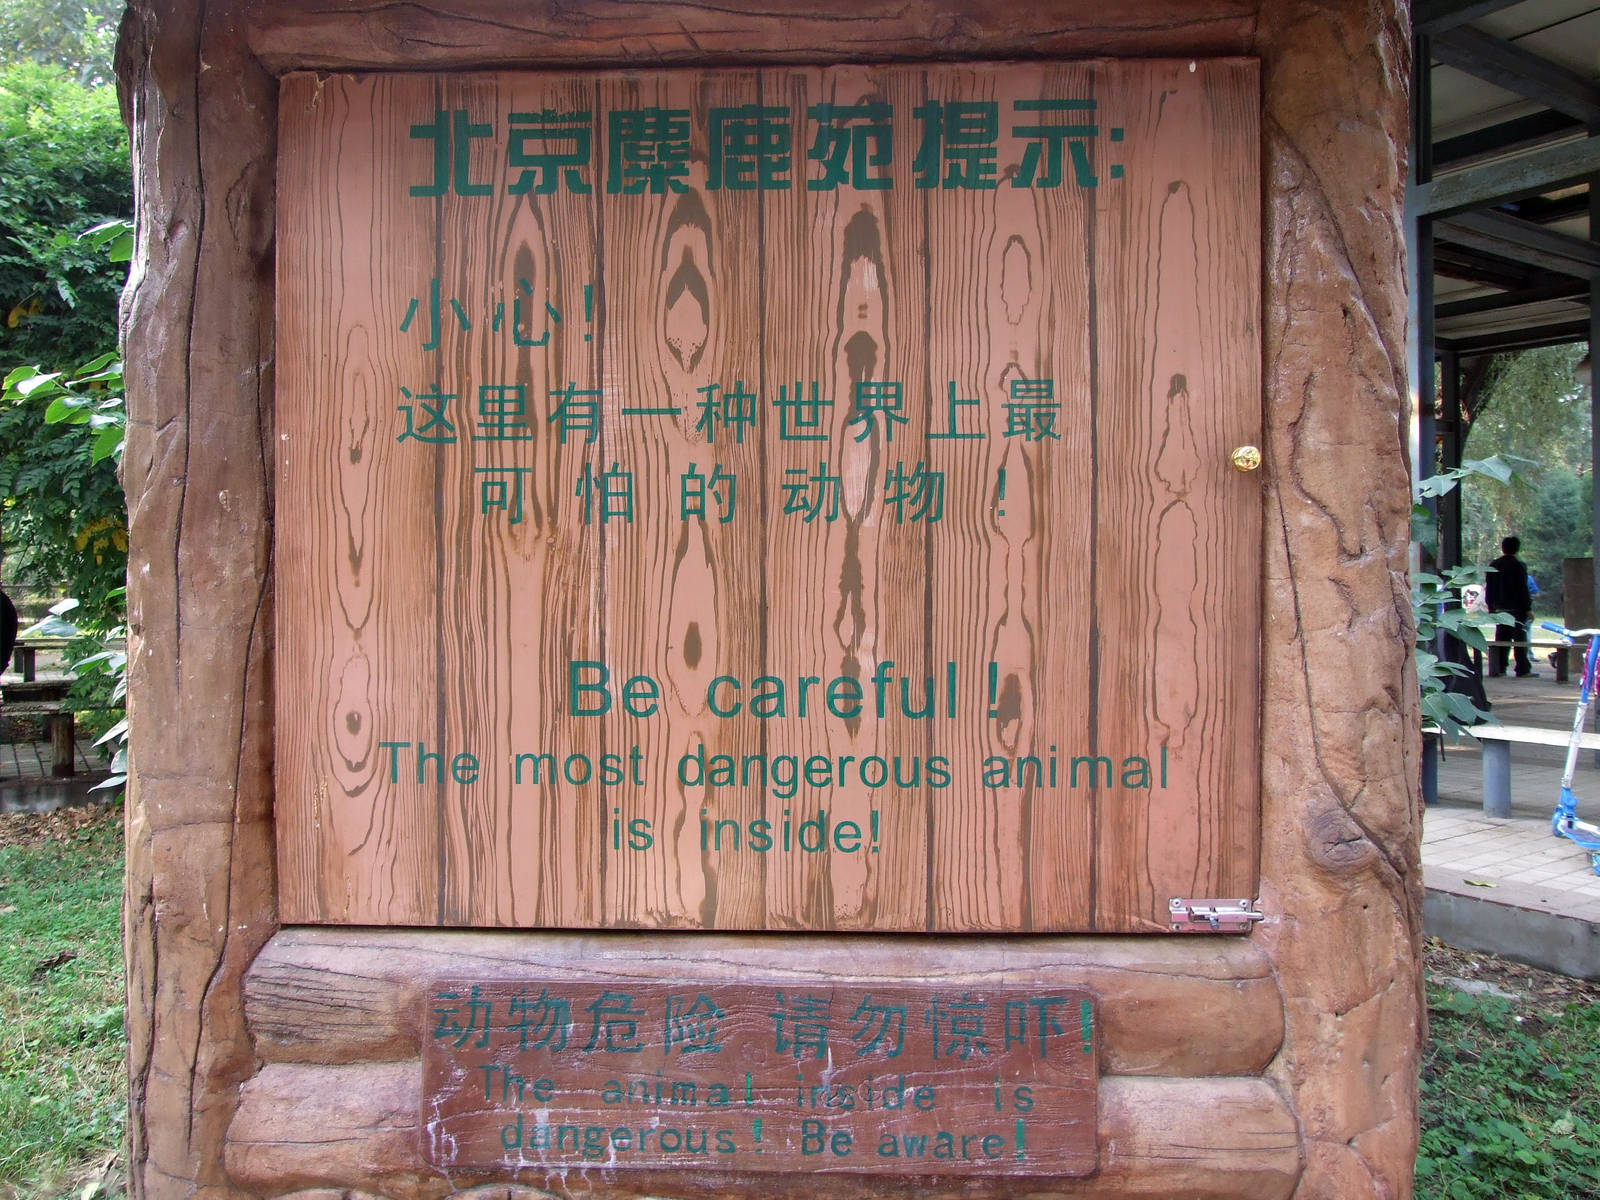 北京麋鹿苑提示:
小心!
这里有一种世界上最
可怕的动物!
Be careful!
The most dangerous animal
is inside!
动物危险 请勿惊吓!
The animal inside is
dangerous! Be aware!